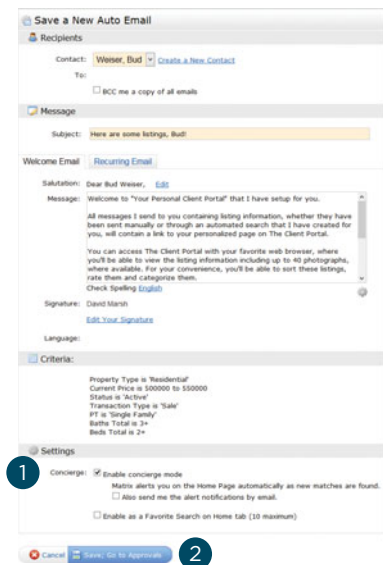 Save a New Auto Email
Recipients
Contact: Weiser, Bud Create a New Contact
To:
BCC me a copy of all emails
Message
Subject: Here are some listings, Bud!
Welcome Email Recurring Email
Salutation: Dear Bud Weiser, Edit
Message: Welcome to "Your Personal Client Portal" that I have setup for you.
All messages I send to you containing listing information, whether they have
been sent manually or through an automated search that I have created for
you, will contain a link to your personalized page on The Client Portal.
You can access The Client Portal with your favorite web browser, where
you'll be able to view the listing information including up to 40 photographs,
where available. For your convenience, you'll be able to sort these listings,
rate them and categorize them.
Check Spelling English
Signature: David Marsh
Edit Your Signature
Language:
Criteria:
Property Type is 'Residential'
Current Price is 500000 to 550000
Status is 'Active'
Transaction Type is 'Sale'
PT is 'Single Family'
Baths Total is 3+
Beds Total is 2+
Settings
1
Concierge: Enable concierge mode
Matrix alerts you on the Home Page automatically as new matches are found.
Also send me the alert notifications by email.
Enable as a Favorite Search on Home tab (10 maximum)
Cancel Save; Go to Approvals 2